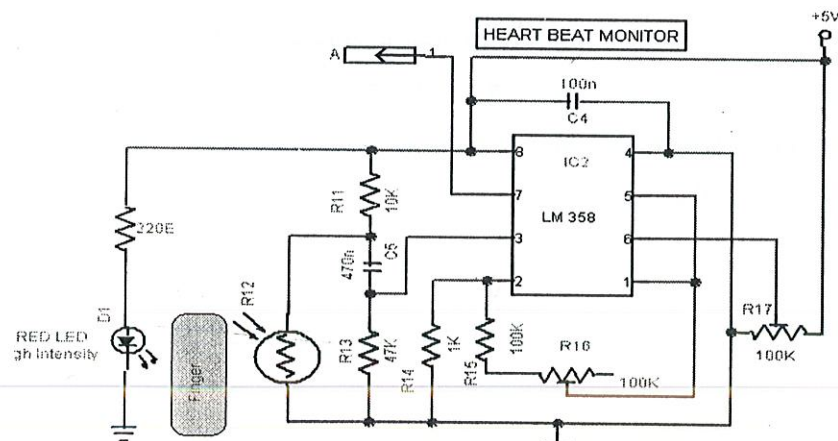 +5V
HEART BEAT MONITOR
A
1
100n
C4
8
IC2
4
R11
10K
7
5
LM 358
220E
3
6
470n
C5
2
1
R12
D1
R17
RED LED
gh Intensity
Finger
R13
47K
R14
1K
R15
100K
R16
100K
100K